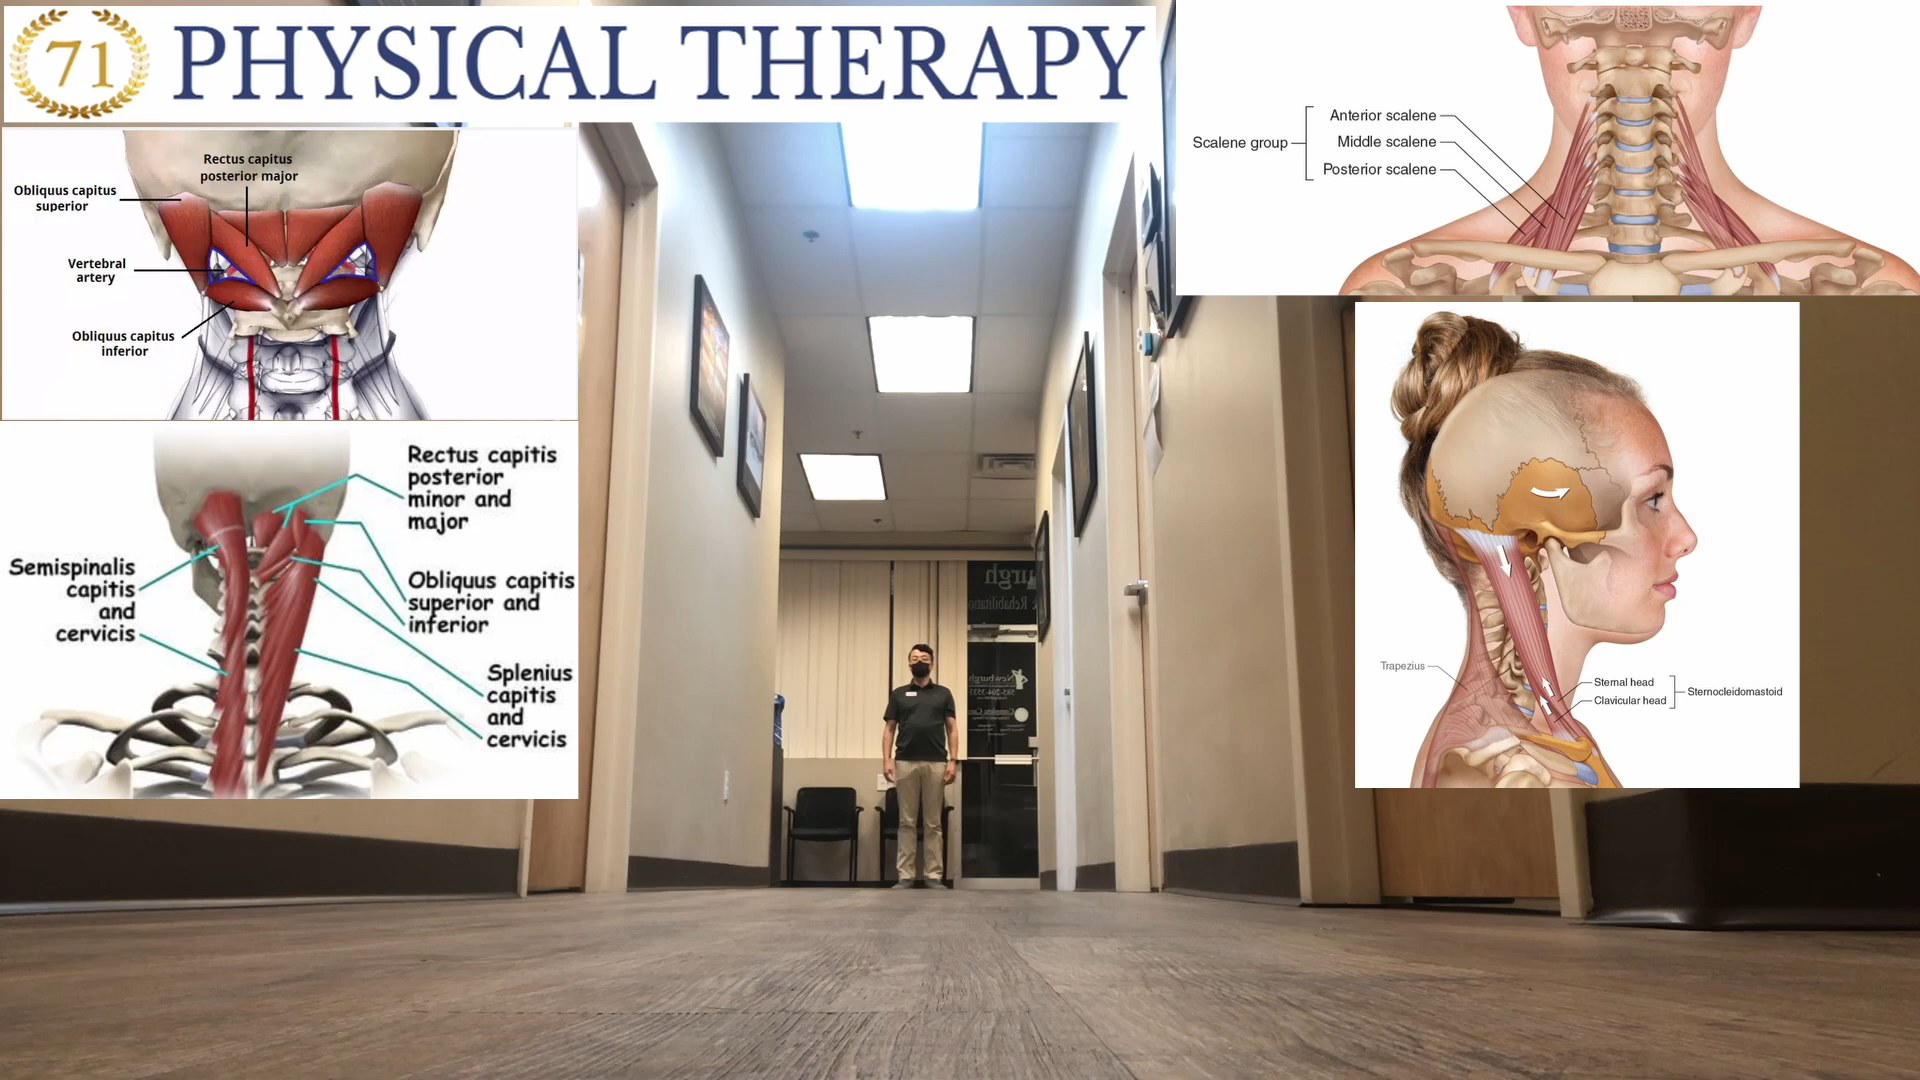 71 PHYSICAL THERAPY
Rectus capitus
posterior major
Obliquus capitus
superior
Vertebral
artery
Obliquus capitus
inferior
Rectus capitis
posterior
minor and
major
Semispinalis
capitis
and
cervicis
Obliquus capitis
superior and
inferior
Splenius
capitis
and
cervicis
Scalene group
Anterior scalene
Middle scalene
Posterior scalene
Trapezius
Sternal head
Clavicular head
Sternocleidomastoid
Newburgh